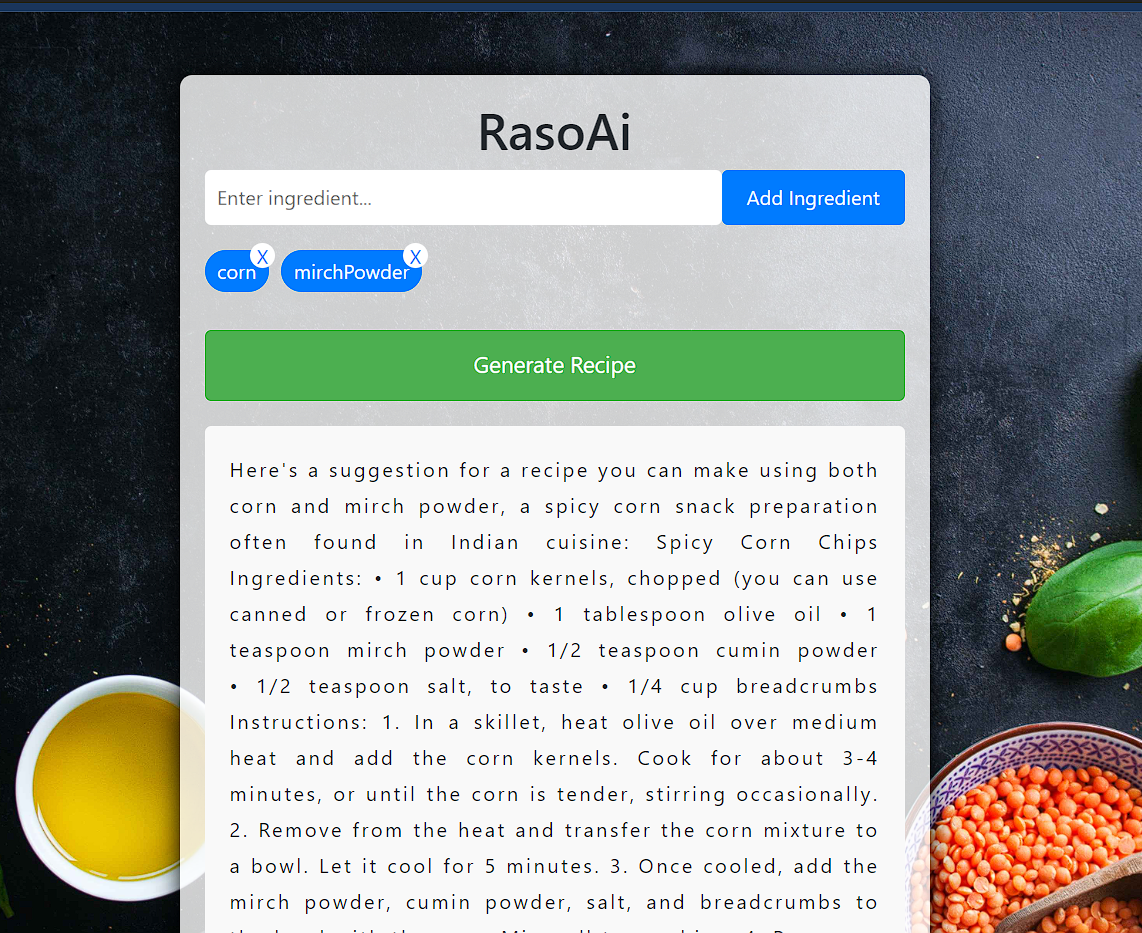 RasoAi
Enter ingredient...
Add Ingredient
corn
X
mirchPowder
X
Generate Recipe
Here's a suggestion for a recipe you can make using both
corn and mirch powder, a spicy corn snack preparation
often found in Indian cuisine: Spicy Corn Chips
Ingredients: • 1 cup corn kernels, chopped (you can use
canned or frozen corn) • 1 tablespoon olive oil • 1
teaspoon mirch powder • 1/2 teaspoon cumin powder
• 1/2 teaspoon salt, to taste • 1/4 cup breadcrumbs
Instructions: 1. In a skillet, heat olive oil over medium
heat and add the corn kernels. Cook for about 3-4
minutes, or until the corn is tender, stirring occasionally.
2. Remove from the heat and transfer the corn mixture to
a bowl. Let it cool for 5 minutes. 3. Once cooled, add the
mirch powder, cumin powder, salt, and breadcrumbs to